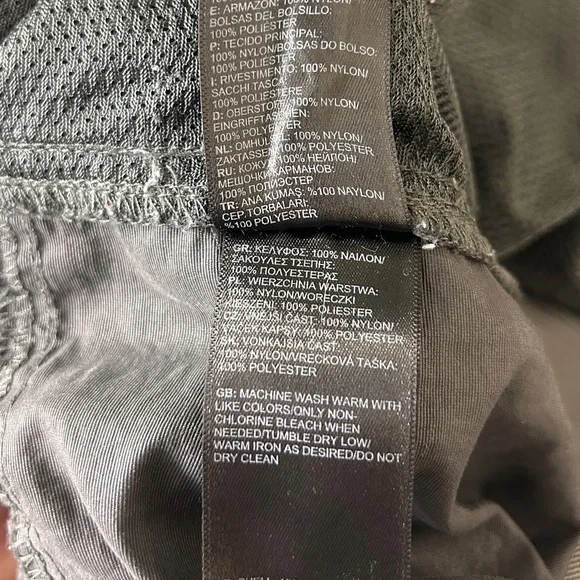 E: ARMAZÓN: 100% NYLON/
BOLSAS DEL BOLSILLO:
100% POLIÉSTER
P: TECIDO PRINCIPAL:
100% NYLON/BOLSAS DO BOLSO:
100% POLIÉSTER
I: RIVESTIMENTO: 100% NYLON/
SACCHI TASCA:
100% POLIESTERE
D: OBERSTOFF: 100% NYLON/
EINGRIFFTASCHEN:
100% POLYESTER
NL: OMHULSEL: 100% NYLON/
ZAKTASSEN: 100% POLYESTER
RU: КОЖУХ: 100% НЕЙЛОН/
МЕШОЧКИ КАРМАНОВ:
100% ПОЛИЭСТЕР
TR: ANA KUMAŞ: %100 NAYLON/
CEP TORBALARI:
%100 POLYESTER
GR: ΚΕΛΥΦΟΣ: 100% ΝΑΙΛΟΝ/
ΣΑΚΟΥΛΕΣ ΤΣΕΠΗΣ:
100% ΠΟΛΥΕΣΤΕΡΑΣ
PL: WIERZCHNIA WARSTWA:
100% NYLON/WORECZKI
KIESZENI: 100% POLIESTER
CZ: VNĚJŠÍ ČÁST: 100% NYLON/
VÁČEK KAPSY: 100% POLYESTER
SK: VONKAJŠIA ČASŤ:
100% NYLON/VRECKOVÁ TAŠKA:
100% POLYESTER
GB: MACHINE WASH WARM WITH
LIKE COLORS/ONLY NON-
CHLORINE BLEACH WHEN
NEEDED/TUMBLE DRY LOW/
WARM IRON AS DESIRED/DO NOT
DRY CLEAN